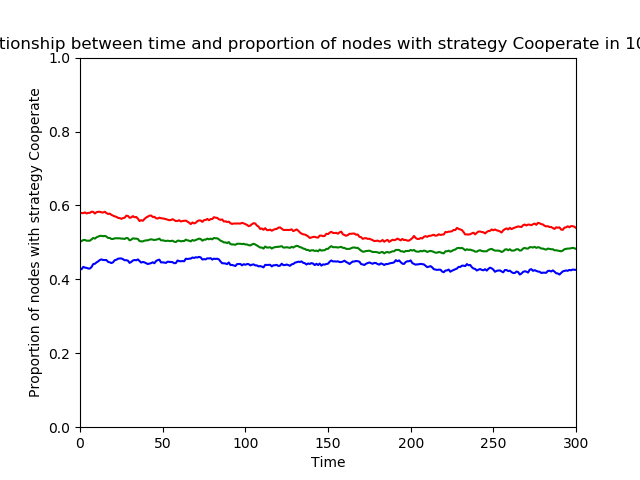 tionship between time and proportion of nodes with strategy Cooperate in 10
1.0
0.8
0.6
0.4
0.2
0.0
Proportion of nodes with strategy Cooperate
0 50 100 150 200 250 300
Time